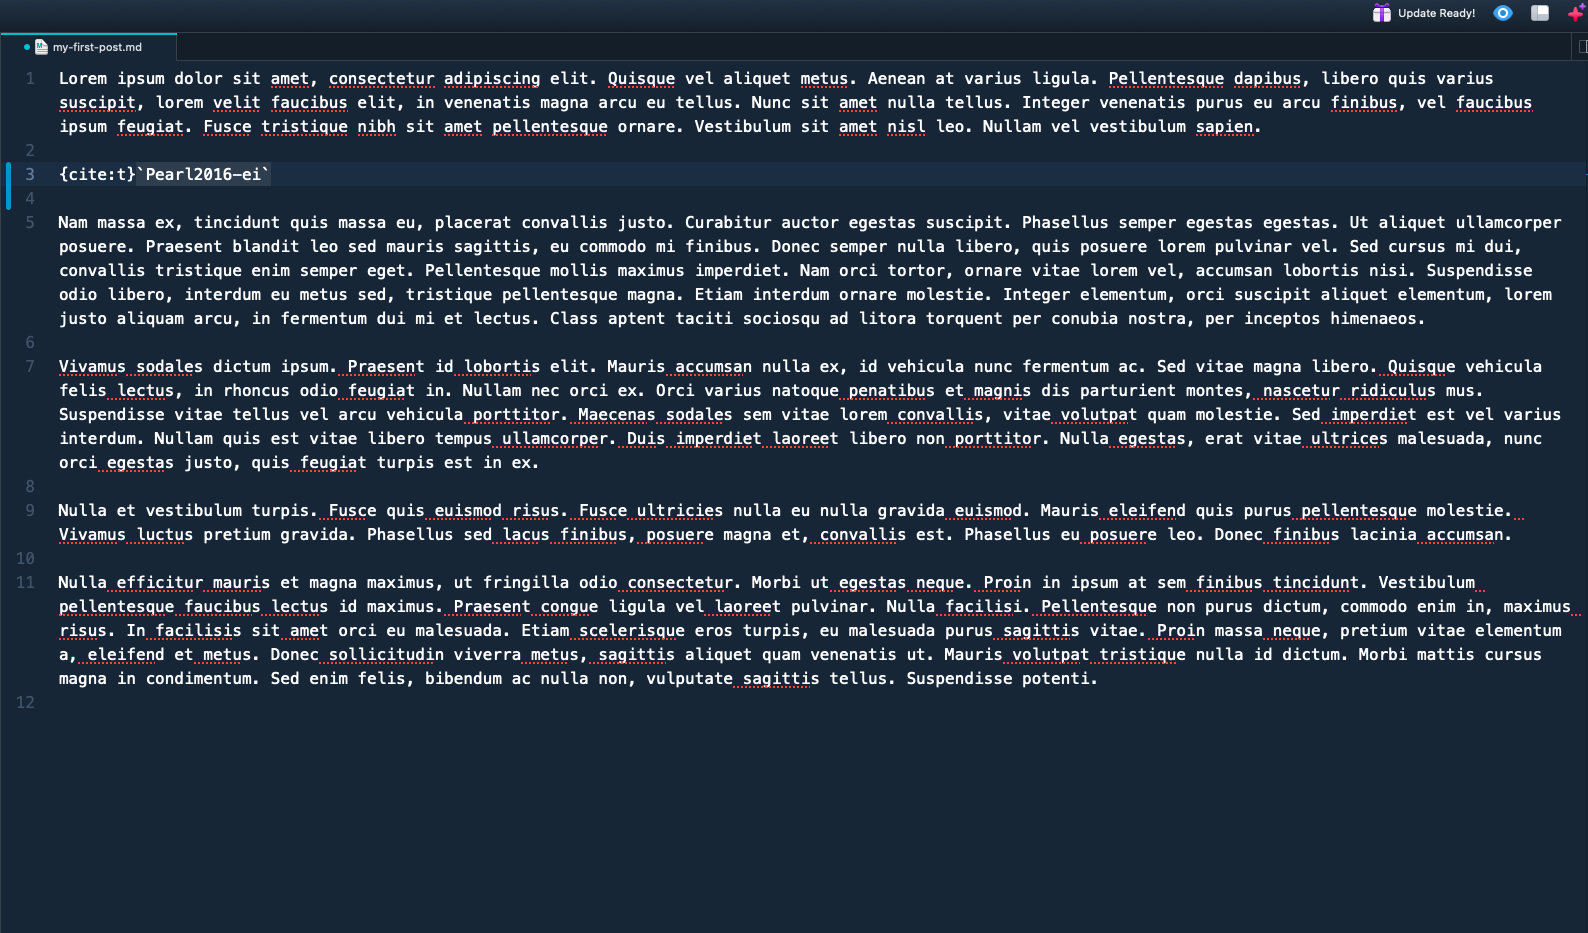 Update Ready!
my-first-post.md
1 Lorem ipsum dolor sit amet, consectetur adipiscing elit. Quisque vel aliquet metus. Aenean at varius ligula. Pellentesque dapibus, libero quis varius
suscipit, lorem velit faucibus elit, in venenatis magna arcu eu tellus. Nunc sit amet nulla tellus. Integer venenatis purus eu arcu finibus, vel faucibus
ipsum feugiat. Fusce tristique nibh sit amet pellentesque ornare. Vestibulum sit amet nisl leo. Nullam vel vestibulum sapien.
2
3 {cite:t}`Pearl2016-ei`
4
5 Nam massa ex, tincidunt quis massa eu, placerat convallis justo. Curabitur auctor egestas suscipit. Phasellus semper egestas egestas. Ut aliquet ullamcorper
posuere. Praesent blandit leo sed mauris sagittis, eu commodo mi finibus. Donec semper nulla libero, quis posuere lorem pulvinar vel. Sed cursus mi dui,
convallis tristique enim semper eget. Pellentesque mollis maximus imperdiet. Nam orci tortor, ornare vitae lorem vel, accumsan lobortis nisi. Suspendisse
odio libero, interdum eu metus sed, tristique pellentesque magna. Etiam interdum ornare molestie. Integer elementum, orci suscipit aliquet elementum, lorem
justo aliquam arcu, in fermentum dui mi et lectus. Class aptent taciti sociosqu ad litora torquent per conubia nostra, per inceptos himenaeos.
6
7 Vivamus sodales dictum ipsum. Praesent id lobortis elit. Mauris accumsan nulla ex, id vehicula nunc fermentum ac. Sed vitae magna libero. Quisque vehicula
felis lectus, in rhoncus odio feugiat in. Nullam nec orci ex. Orci varius natoque penatibus et magnis dis parturient montes, nascetur ridiculus mus.
Suspendisse vitae tellus vel arcu vehicula porttitor. Maecenas sodales sem vitae lorem convallis, vitae volutpat quam molestie. Sed imperdiet est vel varius
interdum. Nullam quis est vitae libero tempus ullamcorper. Duis imperdiet laoreet libero non porttitor. Nulla egestas, erat vitae ultrices malesuada, nunc
orci egestas justo, quis feugiat turpis est in ex.
8
9 Nulla et vestibulum turpis. Fusce quis euismod risus. Fusce ultricies nulla eu nulla gravida euismod. Mauris eleifend quis purus pellentesque molestie.
Vivamus luctus pretium gravida. Phasellus sed lacus finibus, posuere magna et, convallis est. Phasellus eu posuere leo. Donec finibus lacinia accumsan.
10
11 Nulla efficitur mauris et magna maximus, ut fringilla odio consectetur. Morbi ut egestas neque. Proin in ipsum at sem finibus tincidunt. Vestibulum
pellentesque faucibus lectus id maximus. Praesent congue ligula vel laoreet pulvinar. Nulla facilisi. Pellentesque non purus dictum, commodo enim in, maximus
risus. In facilisis sit amet orci eu malesuada. Etiam scelerisque eros turpis, eu malesuada purus sagittis vitae. Proin massa neque, pretium vitae elementum
a, eleifend et metus. Donec sollicitudin viverra metus, sagittis aliquet quam venenatis ut. Mauris volutpat tristique nulla id dictum. Morbi mattis cursus
magna in condimentum. Sed enim felis, bibendum ac nulla non, vulputate sagittis tellus. Suspendisse potenti.
12